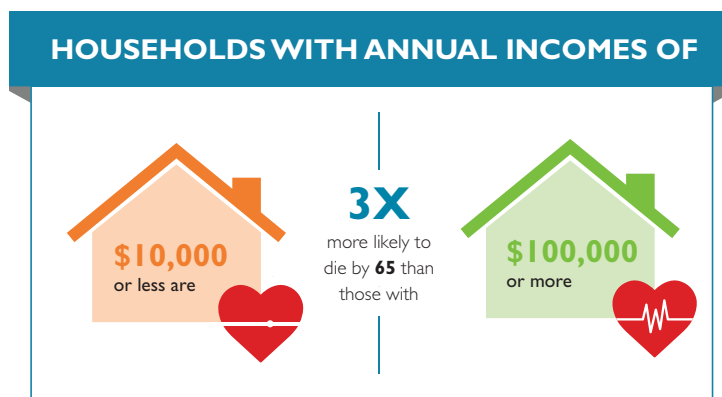 HOUSEHOLDS WITH ANNUAL INCOMES OF
$10,000
or less are
3X
more likely to
die by 65 than
those with
$100,000
or more